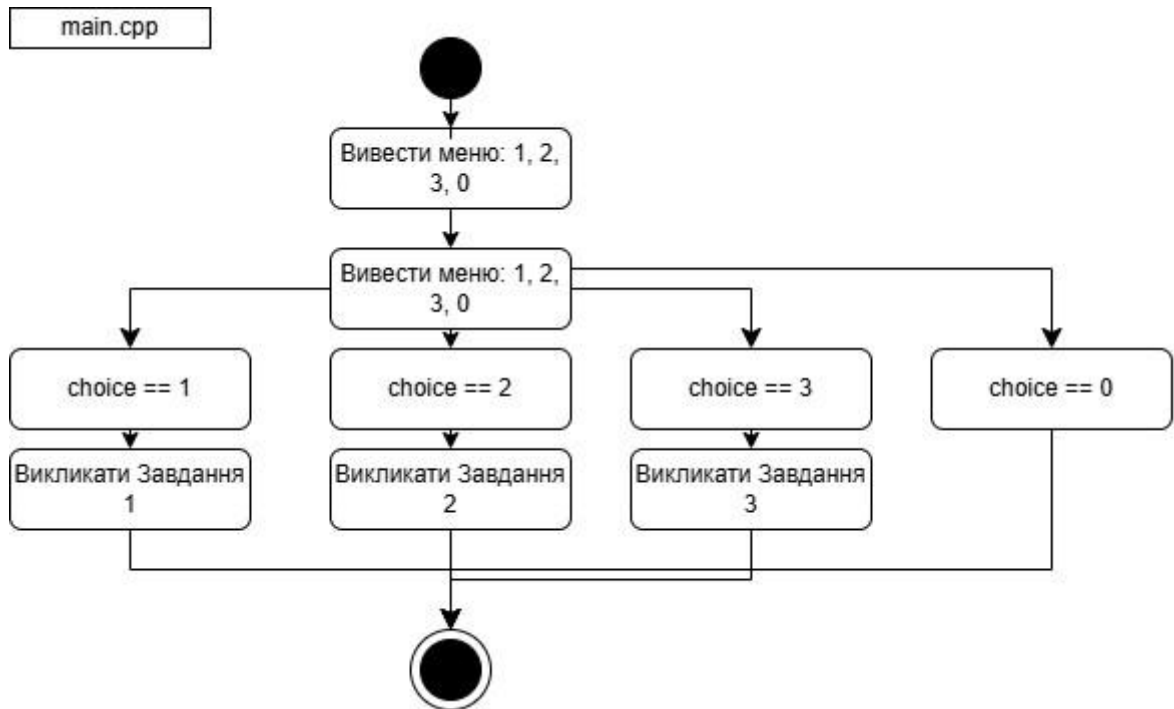 main.cpp
Вивести меню: 1, 2,
3, 0
Вивести меню: 1, 2,
3, 0
choice == 1
choice == 2
choice == 3
choice == 0
Викликати Завдання
1
Викликати Завдання
2
Викликати Завдання
3